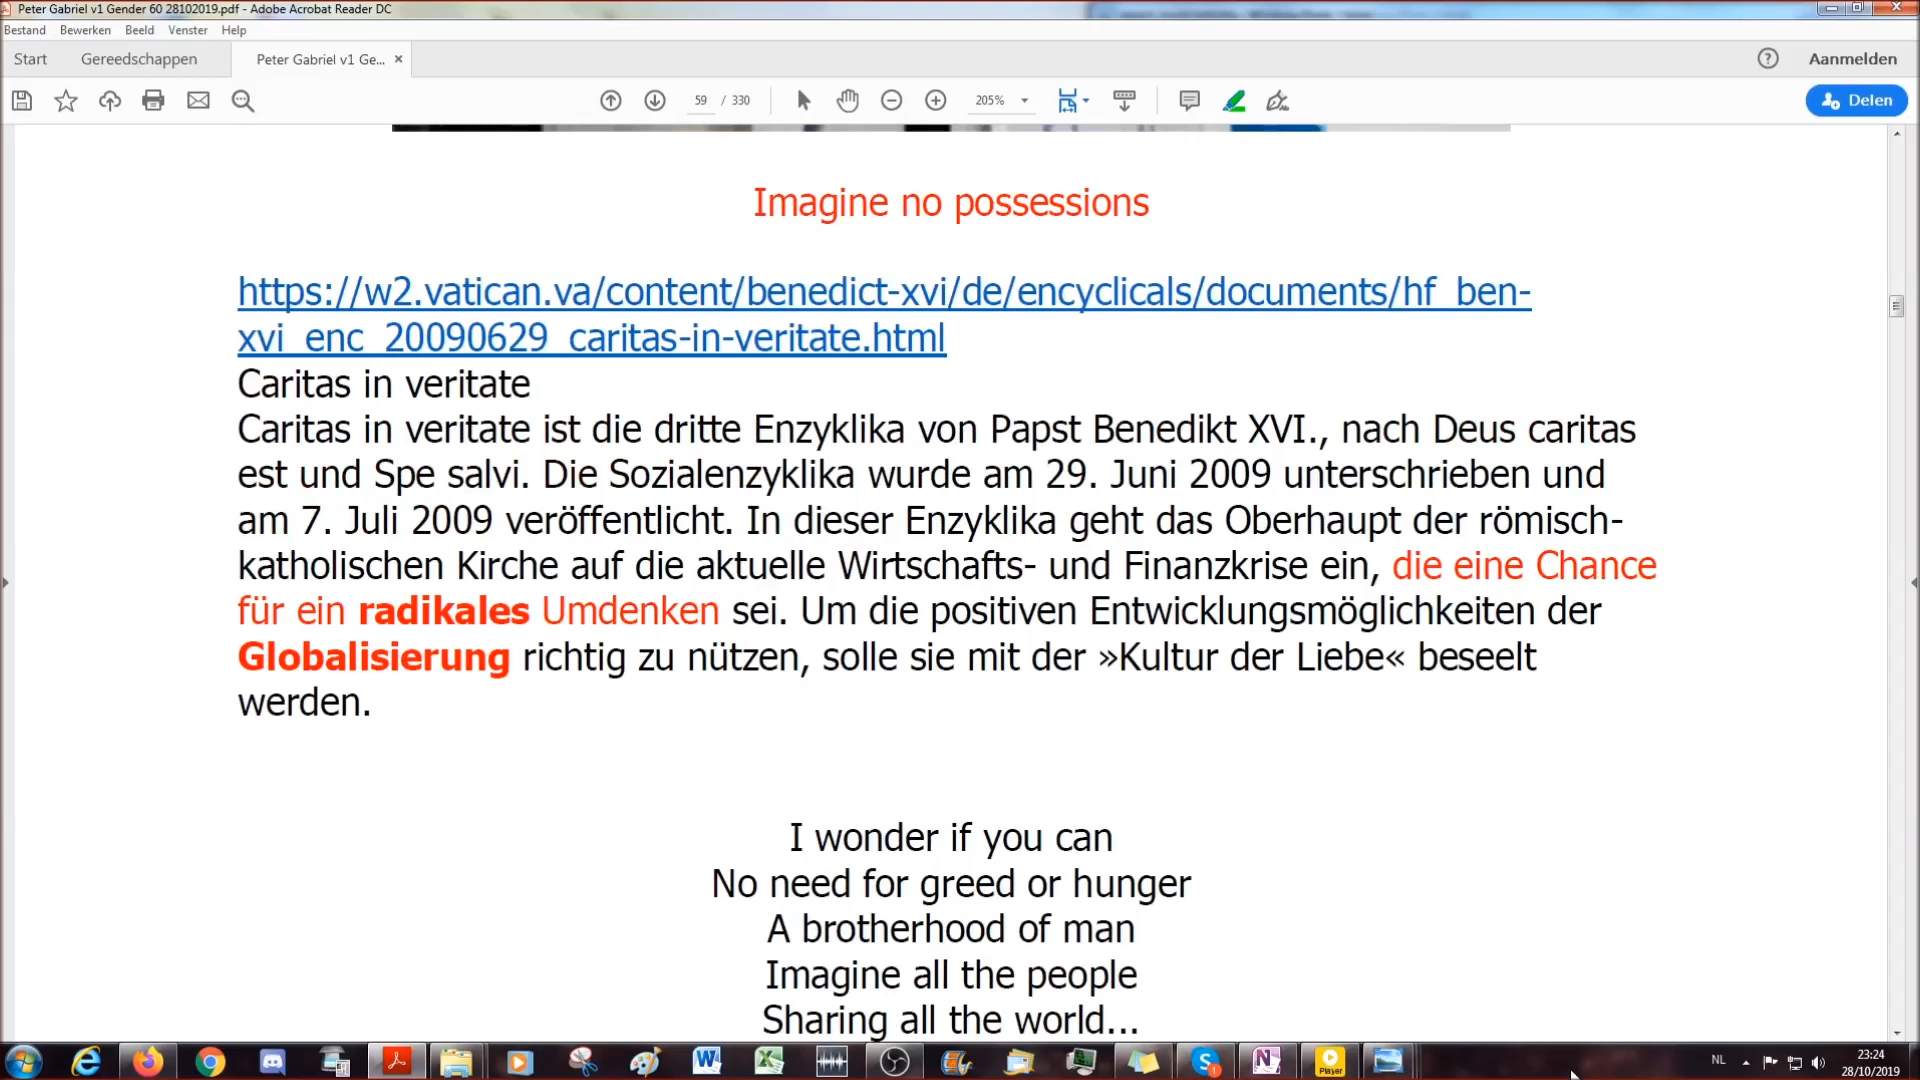 Peter Gabriel v1 Gender 60 28102019.pdf - Adobe Acrobat Reader DC
Bestand Bewerken Beeld Venster Help
Start Gereedschappen Peter Gabriel v1 Ge... × ? Aanmelden
59 / 330 205% Delen
Imagine no possessions
https://w2.vatican.va/content/benedict-xvi/de/encyclicals/documents/hf_ben-
xvi_enc_20090629_caritas-in-veritate.html
Caritas in veritate
Caritas in veritate ist die dritte Enzyklika von Papst Benedikt XVI., nach Deus caritas
est und Spe salvi. Die Sozialenzyklika wurde am 29. Juni 2009 unterschrieben und
am 7. Juli 2009 veröffentlicht. In dieser Enzyklika geht das Oberhaupt der römisch-
katholischen Kirche auf die aktuelle Wirtschafts- und Finanzkrise ein, die eine Chance
für ein radikales Umdenken sei. Um die positiven Entwicklungsmöglichkeiten der
Globalisierung richtig zu nützen, solle sie mit der »Kultur der Liebe« beseelt
werden.
I wonder if you can
No need for greed or hunger
A brotherhood of man
Imagine all the people
Sharing all the world...
Player
NL 23:24
28/10/2019